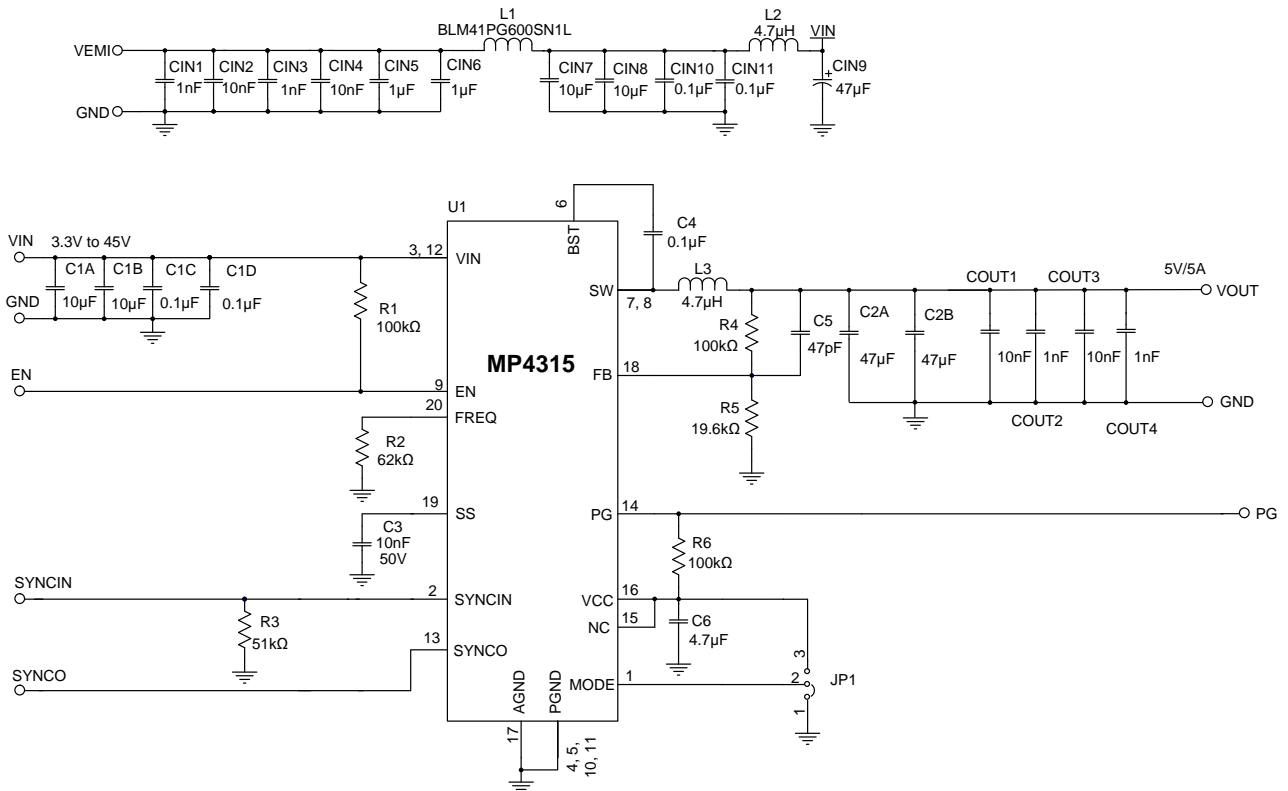 L1
BLM41PG600SN1L
L2
4.7µH
VIN
VEMI
CIN1
1nF
CIN2
10nF
CIN3
1nF
CIN4
10nF
CIN5
1µF
CIN6
1µF
CIN7
10µF
CIN8
10µF
CIN10
0.1µF
CIN11
0.1µF
+
CIN9
47µF
GND
U1
6
BST
C4
0.1µF
VIN
3.3V to 45V
C1A
10µF
C1B
10µF
C1C
0.1µF
C1D
0.1µF
3, 12
VIN
GND
R1
100kΩ
SW
7, 8
L3
4.7µH
COUT1
COUT3
5V/5A
VOUT
R4
100kΩ
C5
47pF
C2A
47µF
C2B
47µF
10nF
1nF
10nF
1nF
MP4315
FB
18
EN
9
EN
20
FREQ
R5
19.6kΩ
GND
COUT2
COUT4
R2
62kΩ
19
SS
C3
10nF
50V
PG
14
PG
R6
100kΩ
SYNCIN
2
SYNCIN
VCC
16
NC
15
C6
4.7µF
R3
51kΩ
13
SYNCO
SYNCO
MODE
1
3
2
1
JP1
AGND
PGND
17
4, 5,
10, 11